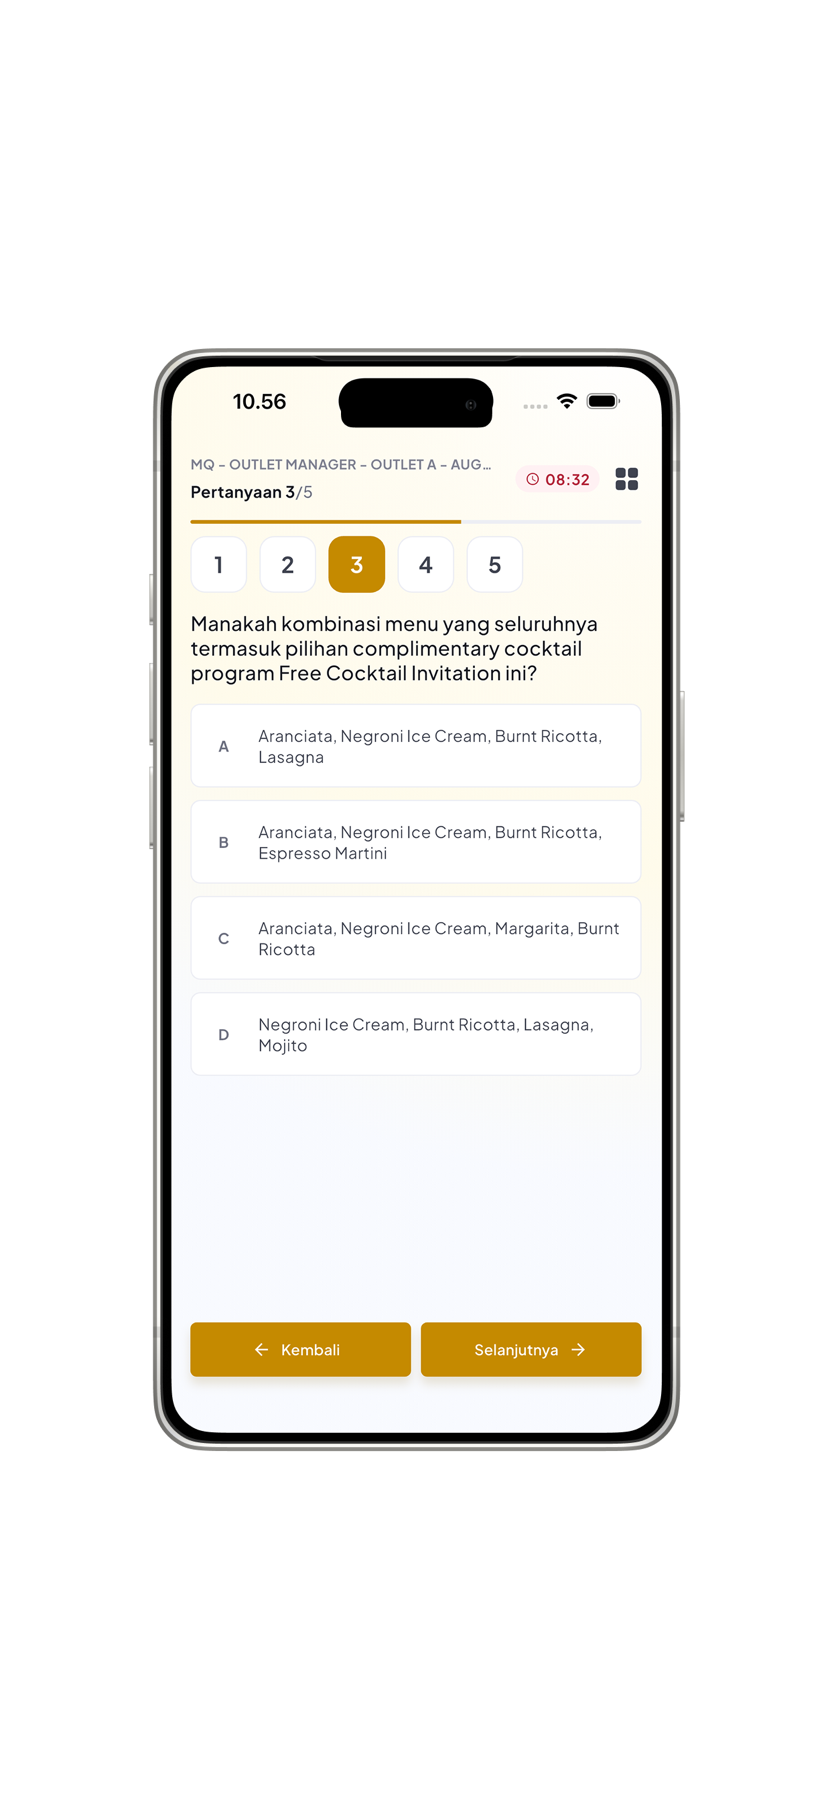 10.56
MQ – OUTLET MANAGER – OUTLET A – AUG...
Pertanyaan 3/5
08:32
1
2
3
4
5
Manakah kombinasi menu yang seluruhnya
termasuk pilihan complimentary cocktail
program Free Cocktail Invitation ini?
A
Aranciata, Negroni Ice Cream, Burnt Ricotta,
Lasagna
B
Aranciata, Negroni Ice Cream, Burnt Ricotta,
Espresso Martini
C
Aranciata, Negroni Ice Cream, Margarita, Burnt
Ricotta
D
Negroni Ice Cream, Burnt Ricotta, Lasagna,
Mojito
Kembali
Selanjutnya